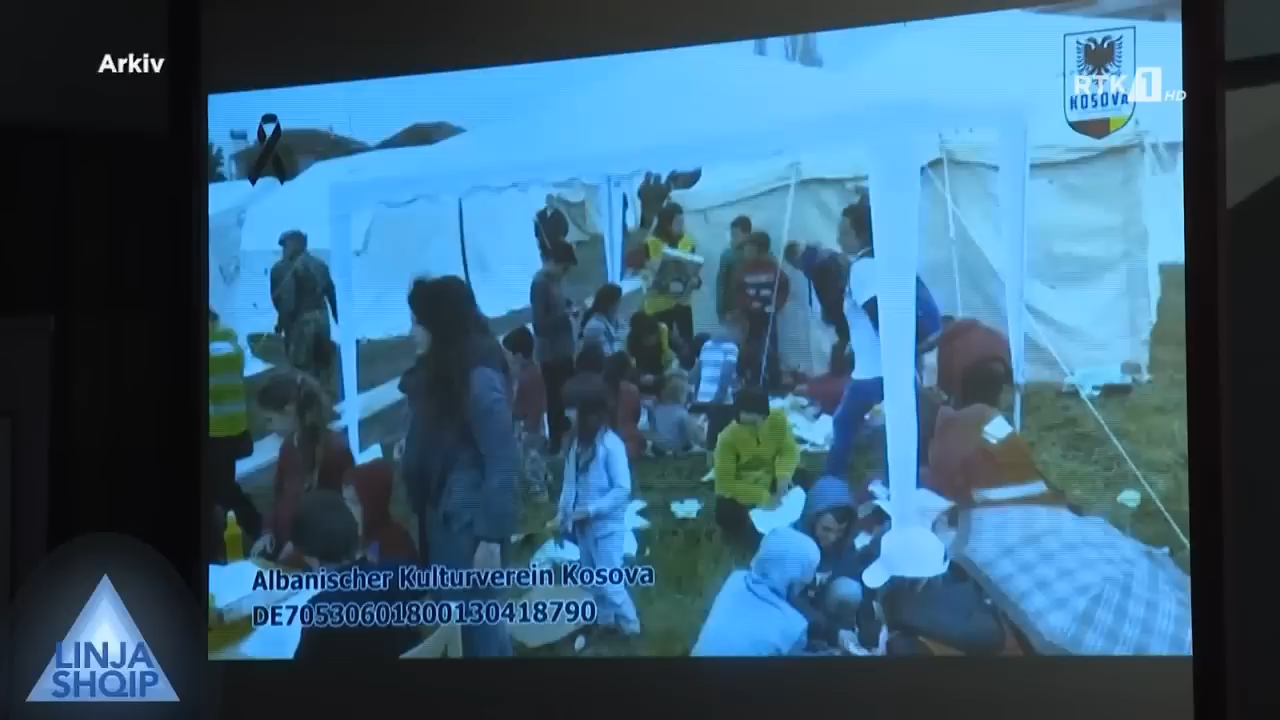 Arkiv
RTK 1 HD
KOSOVA
Albanischer Kulturverein Kosova
DE70530601800130418790
LINJA
SHQIP